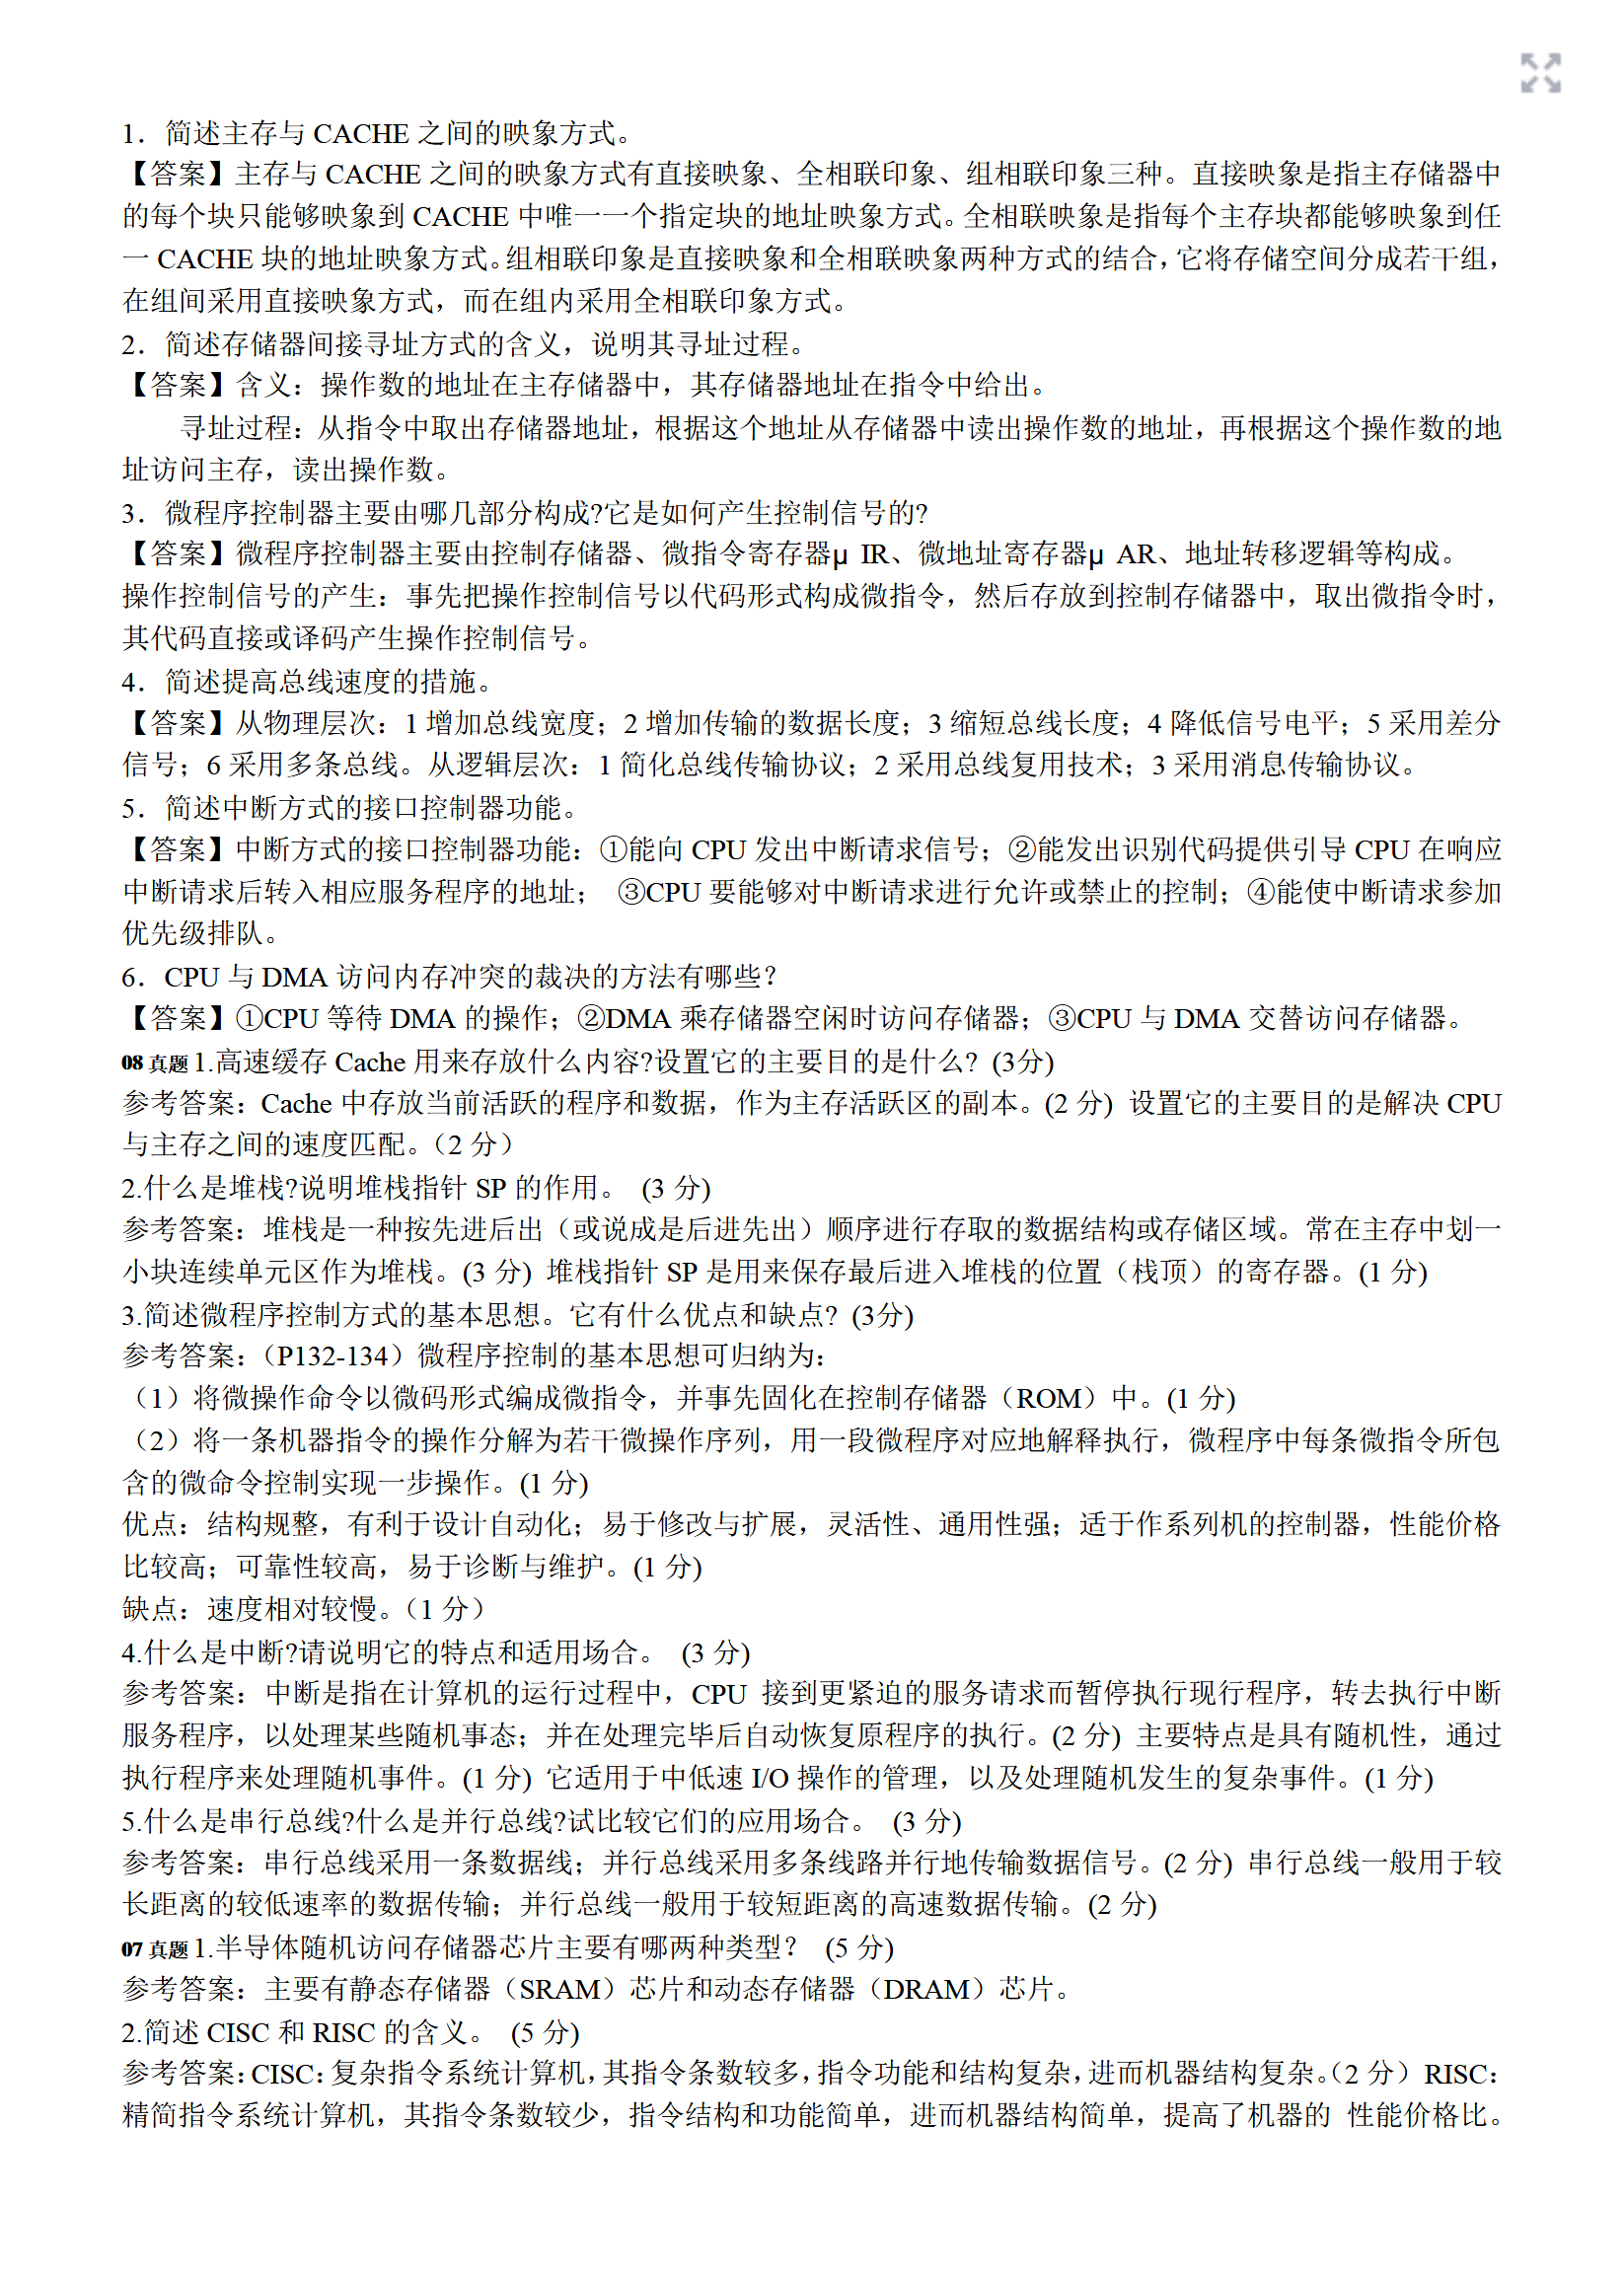 1．简述主存与 CACHE 之间的映象方式。
【答案】主存与 CACHE 之间的映象方式有直接映象、全相联印象、组相联印象三种。直接映象是指主存储器中
的每个块只能够映象到 CACHE 中唯一一个指定块的地址映象方式。全相联映象是指每个主存块都能够映象到任
一 CACHE 块的地址映象方式。组相联印象是直接映象和全相联映象两种方式的结合，它将存储空间分成若干组，
在组间采用直接映象方式，而在组内采用全相联印象方式。
2．简述存储器间接寻址方式的含义，说明其寻址过程。
【答案】含义：操作数的地址在主存储器中，其存储器地址在指令中给出。
寻址过程：从指令中取出存储器地址，根据这个地址从存储器中读出操作数的地址，再根据这个操作数的地
址访问主存，读出操作数。
3．微程序控制器主要由哪几部分构成?它是如何产生控制信号的?
【答案】微程序控制器主要由控制存储器、微指令寄存器μ IR、微地址寄存器μ AR、地址转移逻辑等构成。
操作控制信号的产生：事先把操作控制信号以代码形式构成微指令，然后存放到控制存储器中，取出微指令时，
其代码直接或译码产生操作控制信号。
4．简述提高总线速度的措施。
【答案】从物理层次：1 增加总线宽度；2 增加传输的数据长度；3 缩短总线长度；4 降低信号电平；5 采用差分
信号；6 采用多条总线。从逻辑层次：1 简化总线传输协议；2 采用总线复用技术；3 采用消息传输协议。
5．简述中断方式的接口控制器功能。
【答案】中断方式的接口控制器功能：①能向 CPU 发出中断请求信号；②能发出识别代码提供引导 CPU 在响应
中断请求后转入相应服务程序的地址； ③CPU 要能够对中断请求进行允许或禁止的控制；④能使中断请求参加
优先级排队。
6．CPU 与 DMA 访问内存冲突的裁决的方法有哪些？
【答案】①CPU 等待 DMA 的操作；②DMA 乘存储器空闲时访问存储器；③CPU 与 DMA 交替访问存储器。
08 真题 1.高速缓存 Cache 用来存放什么内容?设置它的主要目的是什么? (3分)
参考答案：Cache 中存放当前活跃的程序和数据，作为主存活跃区的副本。(2 分) 设置它的主要目的是解决 CPU
与主存之间的速度匹配。（2 分）
2.什么是堆栈?说明堆栈指针 SP 的作用。 (3 分)
参考答案：堆栈是一种按先进后出（或说成是后进先出）顺序进行存取的数据结构或存储区域。常在主存中划一
小块连续单元区作为堆栈。(3 分) 堆栈指针 SP 是用来保存最后进入堆栈的位置（栈顶）的寄存器。(1 分)
3.简述微程序控制方式的基本思想。它有什么优点和缺点? (3分)
参考答案：（P132-134）微程序控制的基本思想可归纳为：
（1）将微操作命令以微码形式编成微指令，并事先固化在控制存储器（ROM）中。(1 分)
（2）将一条机器指令的操作分解为若干微操作序列，用一段微程序对应地解释执行，微程序中每条微指令所包
含的微命令控制实现一步操作。(1 分)
优点：结构规整，有利于设计自动化；易于修改与扩展，灵活性、通用性强；适于作系列机的控制器，性能价格
比较高；可靠性较高，易于诊断与维护。(1 分)
缺点：速度相对较慢。（1 分）
4.什么是中断?请说明它的特点和适用场合。 (3 分)
参考答案：中断是指在计算机的运行过程中，CPU 接到更紧迫的服务请求而暂停执行现行程序，转去执行中断
服务程序，以处理某些随机事态；并在处理完毕后自动恢复原程序的执行。(2 分) 主要特点是具有随机性，通过
执行程序来处理随机事件。(1 分) 它适用于中低速 I/O 操作的管理，以及处理随机发生的复杂事件。(1 分)
5.什么是串行总线?什么是并行总线?试比较它们的应用场合。 (3 分)
参考答案：串行总线采用一条数据线；并行总线采用多条线路并行地传输数据信号。(2 分) 串行总线一般用于较
长距离的较低速率的数据传输；并行总线一般用于较短距离的高速数据传输。(2 分)
07 真题 1.半导体随机访问存储器芯片主要有哪两种类型？ (5 分)
参考答案：主要有静态存储器（SRAM）芯片和动态存储器（DRAM）芯片。
2.简述 CISC 和 RISC 的含义。 (5 分)
参考答案：CISC：复杂指令系统计算机，其指令条数较多，指令功能和结构复杂，进而机器结构复杂。（2 分）RISC：
精简指令系统计算机，其指令条数较少，指令结构和功能简单，进而机器结构简单，提高了机器的 性能价格比。